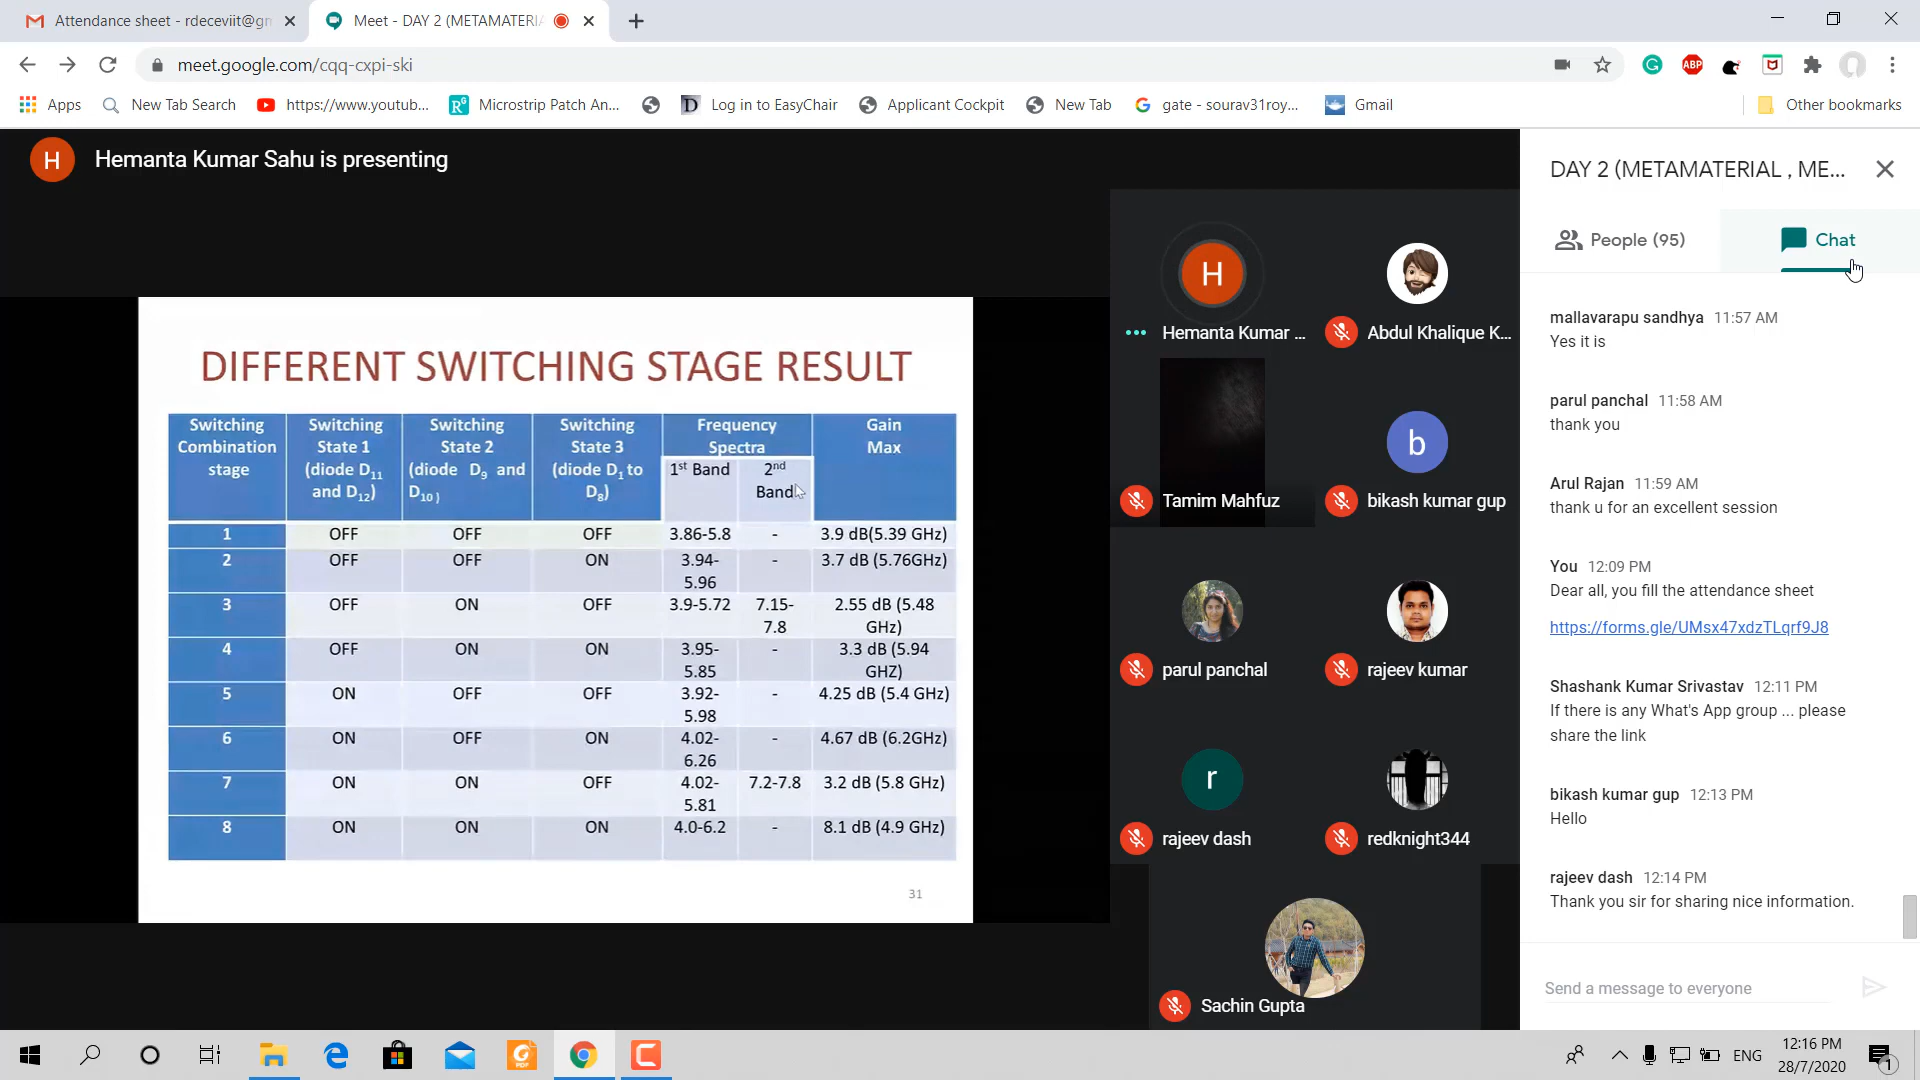 Attendance sheet - rdeceviit@gm
Meet - DAY 2 (METAMATERI
meet.google.com/cqq-cxpi-ski
ABP
Apps
New Tab Search
https://www.youtub...
Microstrip Patch An...
Log in to EasyChair
Applicant Cockpit
New Tab
gate - sourav31roy...
Gmail
Other bookmarks
H
Hemanta Kumar Sahu is presenting
DIFFERENT SWITCHING STAGE RESULT
Switching Combination stage
Switching State 1 (diode D11 and D12)
Switching State 2 (diode D9 and D10 )
Switching State 3 (diode D1 to D8)
Frequency Spectra
1st Band
2nd Band
Gain Max
1 OFF OFF OFF 3.86-5.8 - 3.9 dB(5.39 GHz)
2 OFF OFF ON 3.94-5.96 - 3.7 dB (5.76GHz)
3 OFF ON OFF 3.9-5.72 7.15-7.8 2.55 dB (5.48 GHz)
4 OFF ON ON 3.95-5.85 - 3.3 dB (5.94 GHZ)
5 ON OFF OFF 3.92-5.98 - 4.25 dB (5.4 GHz)
6 ON OFF ON 4.02-6.26 - 4.67 dB (6.2GHz)
7 ON ON OFF 4.02-5.81 7.2-7.8 3.2 dB (5.8 GHz)
8 ON ON ON 4.0-6.2 - 8.1 dB (4.9 GHz)
31
H
Hemanta Kumar ...
Abdul Khalique K...
Tamim Mahfuz
b
bikash kumar gup
parul panchal
rajeev kumar
r
rajeev dash
redknight344
Sachin Gupta
DAY 2 (METAMATERIAL , ME...
People (95)
Chat
mallavarapu sandhya 11:57 AM
Yes it is
parul panchal 11:58 AM
thank you
Arul Rajan 11:59 AM
thank u for an excellent session
You 12:09 PM
Dear all, you fill the attendance sheet
https://forms.gle/UMsx47xdzTLqrf9J8
Shashank Kumar Srivastav 12:11 PM
If there is any What's App group ... please
share the link
bikash kumar gup 12:13 PM
Hello
rajeev dash 12:14 PM
Thank you sir for sharing nice information.
Send a message to everyone
ENG
12:16 PM
28/7/2020
1